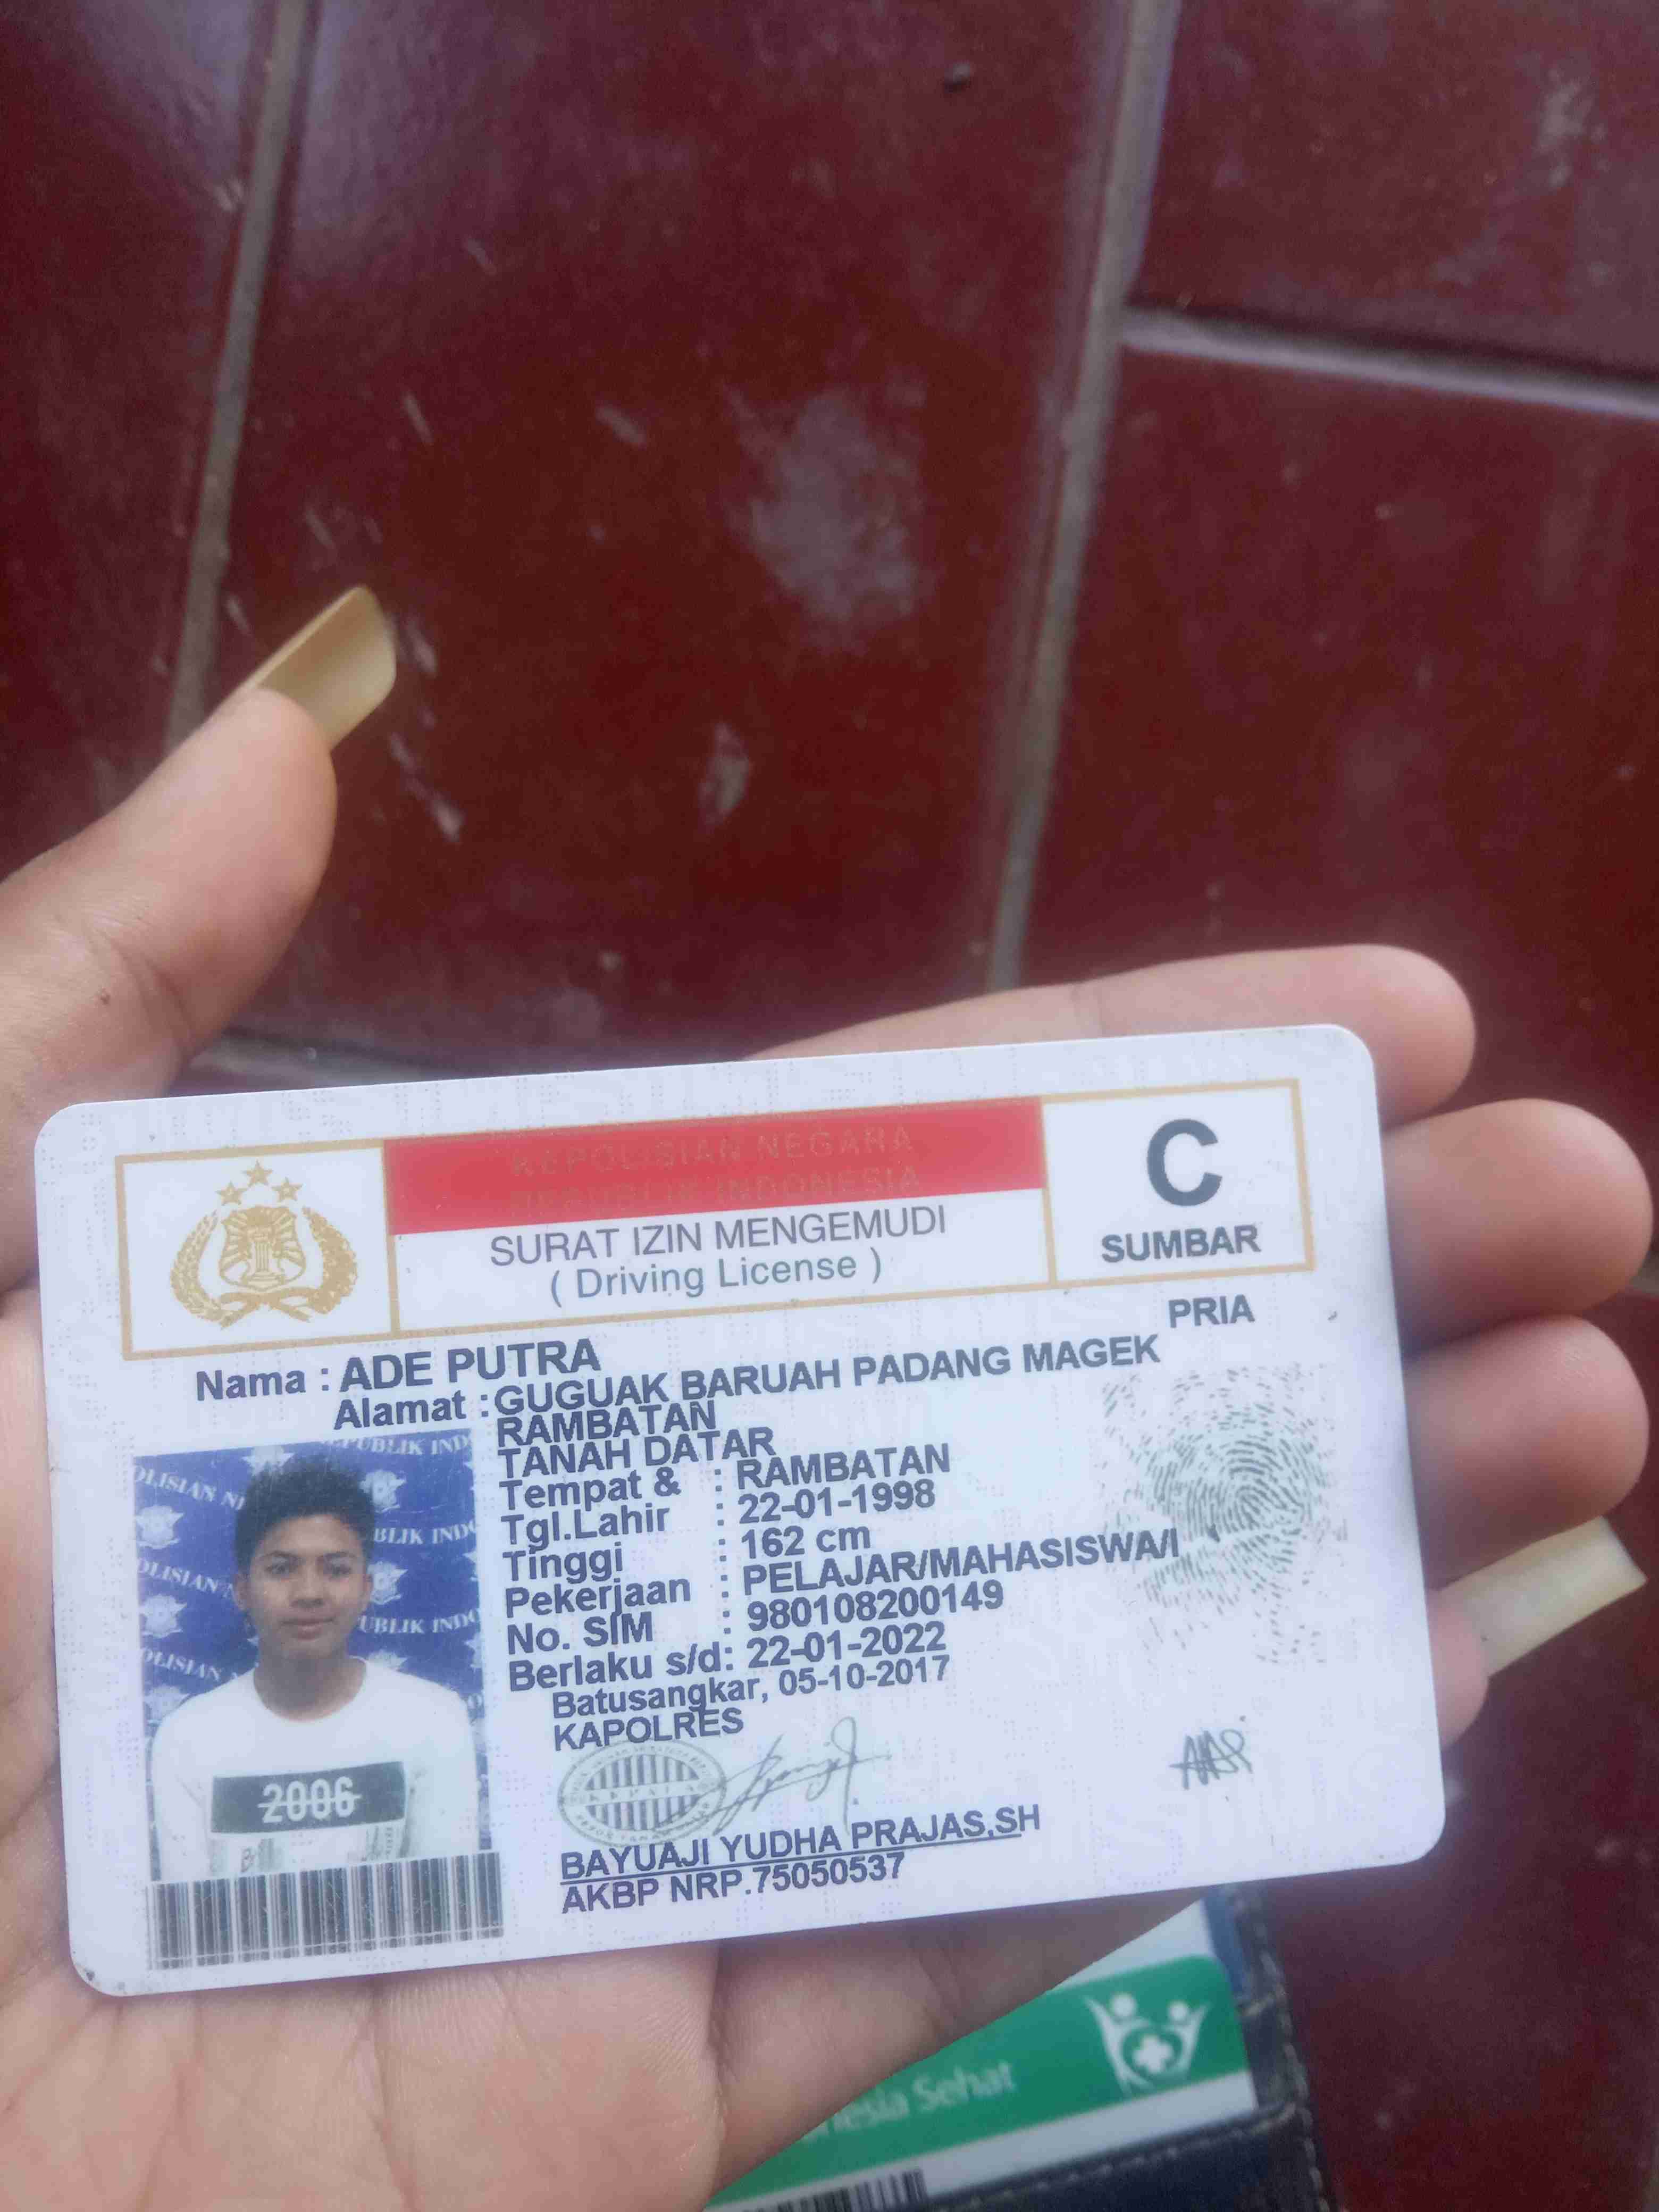 KEPOLISIAN NEGARA
REPUBLIK INDONESIA
SURAT IZIN MENGEMUDI
( Driving License )
C
SUMBAR
PRIA
Nama : ADE PUTRA
Alamat : GUGUAK BARUAH PADANG MAGEK
RAMBATAN
TANAH DATAR
Tempat & : RAMBATAN
Tgl.Lahir : 22-01-1998
Tinggi : 162 cm
Pekerjaan : PELAJAR/MAHASISWA/I
No. SIM : 980108200149
Berlaku s/d: 22-01-2022
Batusangkar, 05-10-2017
KAPOLRES
BAYUAJI YUDHA PRAJAS,SH
AKBP NRP.75050537
2006
Sehat